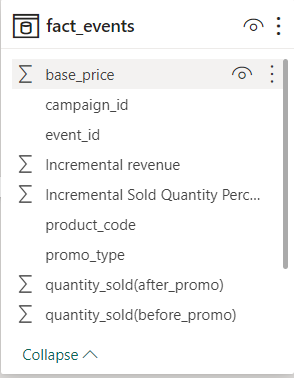 fact_events
base_price
campaign_id
event_id
Incremental revenue
Incremental Sold Quantity Perc...
product_code
promo_type
quantity_sold(after_promo)
quantity_sold(before_promo)
Collapse